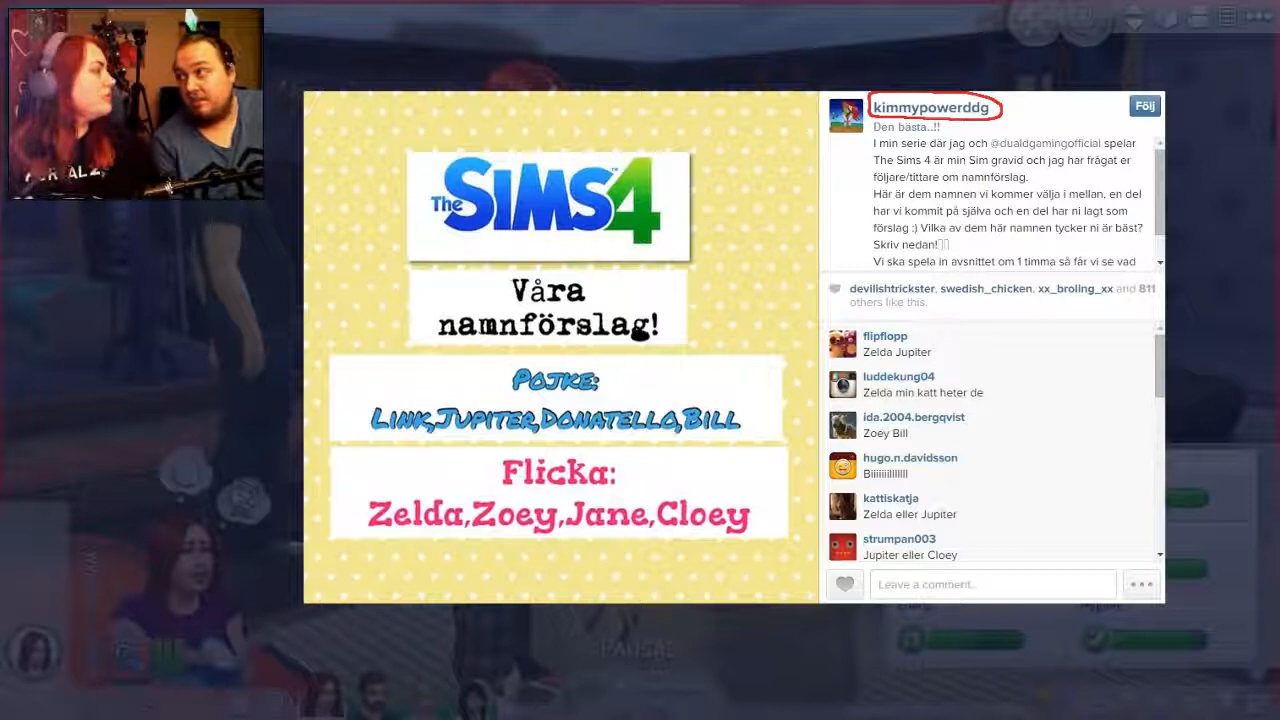 The SIMS 4
Våra
namnförslag!
Pojke:
Link,Jupiter,Donatello,Bill
Flicka:
Zelda,Zoey,Jane,Cloey
kimmypowerddg
Följ
Den bästa..!!
I min serie där jag och @dualdgamingofficial spelar
The Sims 4 är min Sim gravid och jag har frågat er
följare/tittare om namnförslag.
Här är dem namnen vi kommer välja i mellan, en del
har vi kommit på själva och en del har ni lagt som
förslag :) Vilka av dem här namnen tycker ni är bäst?
Skriv nedan!
Vi ska spela in avsnittet om 1 timma så får vi se vad
devilishtrickster, swedish_chicken, xx_broling_xx and 811
others like this.
flipflopp
Zelda Jupiter
luddekung04
Zelda min katt heter de
ida.2004.bergqvist
Zoey Bill
hugo.n.davidsson
Biiiiiiillllllll
kattiskatja
Zelda eller Jupiter
strumpan003
Jupiter eller Cloey
Leave a comment...